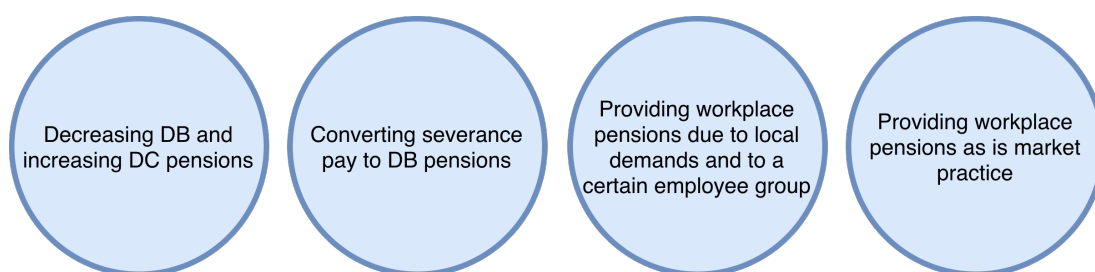 Decreasing DB and
increasing DC pensions
Converting severance
pay to DB pensions
Providing workplace
pensions due to local
demands and to a
certain employee group
Providing workplace
pensions as is market
practice